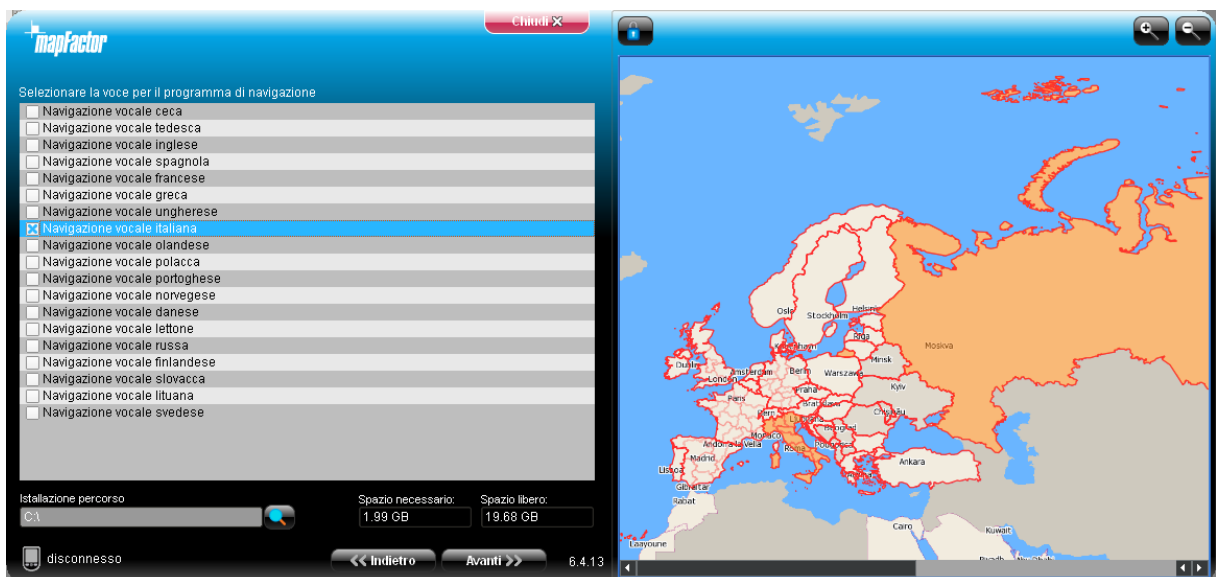 Chiudi X
mapFactor
Selezionare la voce per il programma di navigazione
Navigazione vocale ceca
Navigazione vocale tedesca
Navigazione vocale inglese
Navigazione vocale spagnola
Navigazione vocale francese
Navigazione vocale greca
Navigazione vocale ungherese
Navigazione vocale italiana
Navigazione vocale olandese
Navigazione vocale polacca
Navigazione vocale portoghese
Navigazione vocale norvegese
Navigazione vocale danese
Navigazione vocale lettone
Navigazione vocale russa
Navigazione vocale finlandese
Navigazione vocale slovacca
Navigazione vocale lituana
Navigazione vocale svedese
Istallazione percorso
Spazio necessario:
Spazio libero:
C:\
1.99 GB
19.68 GB
disconnesso
<< Indietro
Avanti >>
6.4.13
Oslo
Stockholm
Riga
Moskva
Minsk
London
Berlin
Warszawa
Kyiv
Praha
Paris
Monaco
Andorra la Vella
Madrid
Roma
Ankara
Gibraltar
Rabat
Cairo
Kuwait
Laayoune